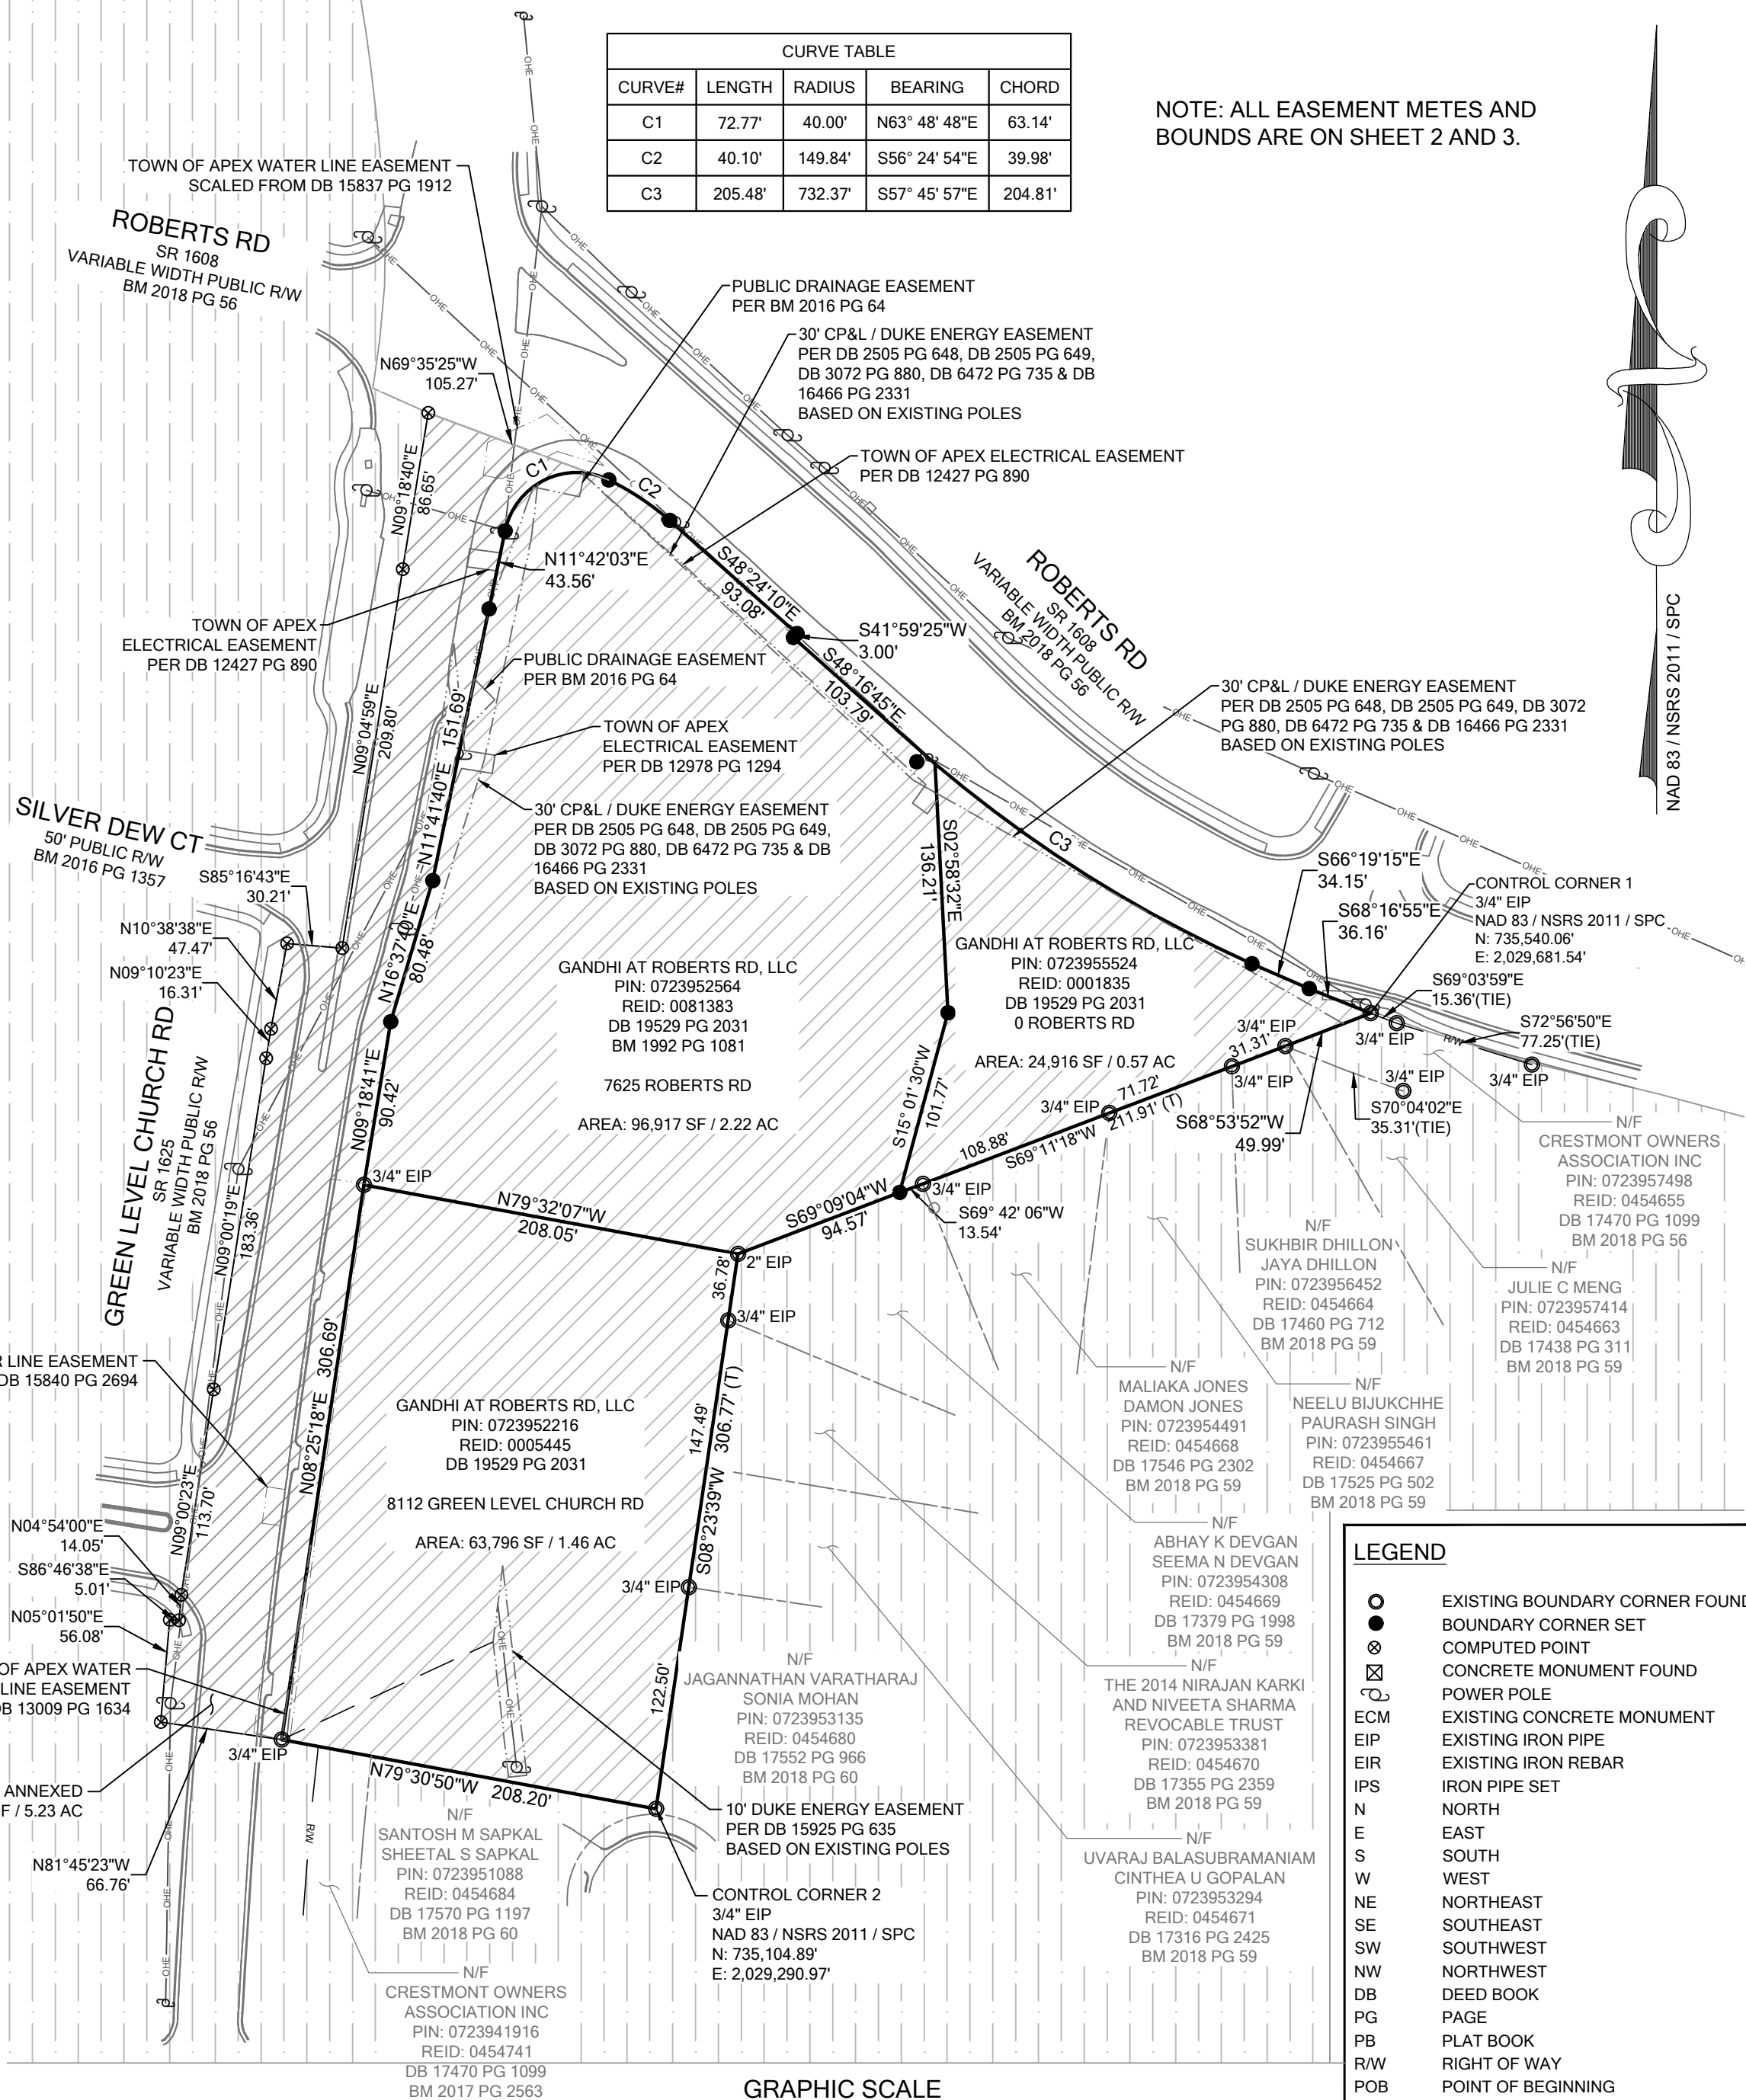 CURVE TABLE
CURVE# LENGTH RADIUS BEARING CHORD
C1 72.77' 40.00' N63° 48' 48"E 63.14'
C2 40.10' 149.84' S56° 24' 54"E 39.98'
C3 205.48' 732.37' S57° 45' 57"E 204.81'
NOTE: ALL EASEMENT METES AND
BOUNDS ARE ON SHEET 2 AND 3.
NAD 83 / NSRS 2011 / SPC
TOWN OF APEX WATER LINE EASEMENT
SCALED FROM DB 15837 PG 1912
ROBERTS RD
SR 1608
VARIABLE WIDTH PUBLIC R/W
BM 2018 PG 56
PUBLIC DRAINAGE EASEMENT
PER BM 2016 PG 64
30' CP&L / DUKE ENERGY EASEMENT
PER DB 2505 PG 648, DB 2505 PG 649,
DB 3072 PG 880, DB 6472 PG 735 & DB
16466 PG 2331
BASED ON EXISTING POLES
N69°35'25"W
105.27'
TOWN OF APEX ELECTRICAL EASEMENT
PER DB 12427 PG 890
N09°18'40"E
86.65'
C1
C2
N11°42'03"E
43.56'
S48°24'10"E
93.08'
S41°59'25"W
3.00'
ROBERTS RD
SR 1608
VARIABLE WIDTH PUBLIC R/W
BM 2018 PG 56
TOWN OF APEX
ELECTRICAL EASEMENT
PER DB 12427 PG 890
PUBLIC DRAINAGE EASEMENT
PER BM 2016 PG 64
S48°16'45"E
103.79'
30' CP&L / DUKE ENERGY EASEMENT
PER DB 2505 PG 648, DB 2505 PG 649, DB 3072
PG 880, DB 6472 PG 735 & DB 16466 PG 2331
BASED ON EXISTING POLES
N09°04'59"E
209.80'
N11°41'40"E 151.69'
TOWN OF APEX
ELECTRICAL EASEMENT
PER DB 12978 PG 1294
30' CP&L / DUKE ENERGY EASEMENT
PER DB 2505 PG 648, DB 2505 PG 649,
DB 3072 PG 880, DB 6472 PG 735 & DB
16466 PG 2331
BASED ON EXISTING POLES
SILVER DEW CT
50' PUBLIC R/W
BM 2016 PG 1357
C3
S02°58'32"E
136.21'
S66°19'15"E
34.15'
S68°16'55"E
36.16'
CONTROL CORNER 1
3/4" EIP
NAD 83 / NSRS 2011 / SPC
N: 735,540.06'
E: 2,029,681.54'
S85°16'43"E
30.21'
N10°38'38"E
47.47'
N09°10'23"E
16.31'
N16°37'40"E
80.48'
GANDHI AT ROBERTS RD, LLC
PIN: 0723952564
REID: 0081383
DB 19529 PG 2031
BM 1992 PG 1081
7625 ROBERTS RD
AREA: 96,917 SF / 2.22 AC
GANDHI AT ROBERTS RD, LLC
PIN: 0723955524
REID: 0001835
DB 19529 PG 2031
0 ROBERTS RD
AREA: 24,916 SF / 0.57 AC
S69°03'59"E
15.36'(TIE)
S72°56'50"E
77.25'(TIE)
R/W
3/4" EIP
3/4" EIP
3/4" EIP
3/4" EIP
3/4" EIP
31.31'
S70°04'02"E
35.31'(TIE)
S68°53'52"W
49.99'
3/4" EIP
71.72'
211.91' (T)
108.88'
S69°11'18"W
S15° 01' 30"W
101.77'
GREEN LEVEL CHURCH RD
SR 1625
VARIABLE WIDTH PUBLIC R/W
BM 2018 PG 56
N09°18'41"E
90.42'
3/4" EIP
N79°32'07"W
208.05'
S69°09'04"W
94.57'
3/4" EIP
S69° 42' 06"W
13.54'
2" EIP
36.78'
3/4" EIP
N/F
CRESTMONT OWNERS
ASSOCIATION INC
PIN: 0723957498
REID: 0454655
DB 17470 PG 1099
BM 2018 PG 56
N/F
SUKHBIR DHILLON
JAYA DHILLON
PIN: 0723956452
REID: 0454664
DB 17460 PG 712
BM 2018 PG 59
N/F
JULIE C MENG
PIN: 0723957414
REID: 0454663
DB 17438 PG 311
BM 2018 PG 59
N09°00'19"E
183.36'
R LINE EASEMENT
DB 15840 PG 2694
N08°25'18"E 306.69'
GANDHI AT ROBERTS RD, LLC
PIN: 0723952216
REID: 0005445
DB 19529 PG 2031
8112 GREEN LEVEL CHURCH RD
AREA: 63,796 SF / 1.46 AC
147.49'
S08°23'39"W 306.77' (T)
N/F
MALIAKA JONES
DAMON JONES
PIN: 0723954491
REID: 0454668
DB 17546 PG 2302
BM 2018 PG 59
N/F
NEELU BIJUKCHHE
PAURASH SINGH
PIN: 0723955461
REID: 0454667
DB 17525 PG 502
BM 2018 PG 59
N09°00'23"E
113.70'
N04°54'00"E
14.05'
S86°46'38"E
5.01'
N05°01'50"E
56.08'
3/4" EIP
N/F
ABHAY K DEVGAN
SEEMA N DEVGAN
PIN: 0723954308
REID: 0454669
DB 17379 PG 1998
BM 2018 PG 59
OF APEX WATER
LINE EASEMENT
DB 13009 PG 1634
3/4" EIP
122.50'
N/F
JAGANNATHAN VARATHARAJ
SONIA MOHAN
PIN: 0723953135
REID: 0454680
DB 17552 PG 966
BM 2018 PG 60
N/F
THE 2014 NIRAJAN KARKI
AND NIVEETA SHARMA
REVOCABLE TRUST
PIN: 0723953381
REID: 0454670
DB 17355 PG 2359
BM 2018 PG 59
ANNEXED
F / 5.23 AC
N81°45'23"W
66.76'
N79°30'50"W 208.20'
R/W
N/F
SANTOSH M SAPKAL
SHEETAL S SAPKAL
PIN: 0723951088
REID: 0454684
DB 17570 PG 1197
BM 2018 PG 60
10' DUKE ENERGY EASEMENT
PER DB 15925 PG 635
BASED ON EXISTING POLES
CONTROL CORNER 2
3/4" EIP
NAD 83 / NSRS 2011 / SPC
N: 735,104.89'
E: 2,029,290.97'
N/F
UVARAJ BALASUBRAMANIAM
CINTHEA U GOPALAN
PIN: 0723953294
REID: 0454671
DB 17316 PG 2425
BM 2018 PG 59
N/F
CRESTMONT OWNERS
ASSOCIATION INC
PIN: 0723941916
REID: 0454741
DB 17470 PG 1099
BM 2017 PG 2563
GRAPHIC SCALE
LEGEND
EXISTING BOUNDARY CORNER FOUND
BOUNDARY CORNER SET
COMPUTED POINT
CONCRETE MONUMENT FOUND
POWER POLE
ECM EXISTING CONCRETE MONUMENT
EIP EXISTING IRON PIPE
EIR EXISTING IRON REBAR
IPS IRON PIPE SET
N NORTH
E EAST
S SOUTH
W WEST
NE NORTHEAST
SE SOUTHEAST
SW SOUTHWEST
NW NORTHWEST
DB DEED BOOK
PG PAGE
PB PLAT BOOK
R/W RIGHT OF WAY
POB POINT OF BEGINNING